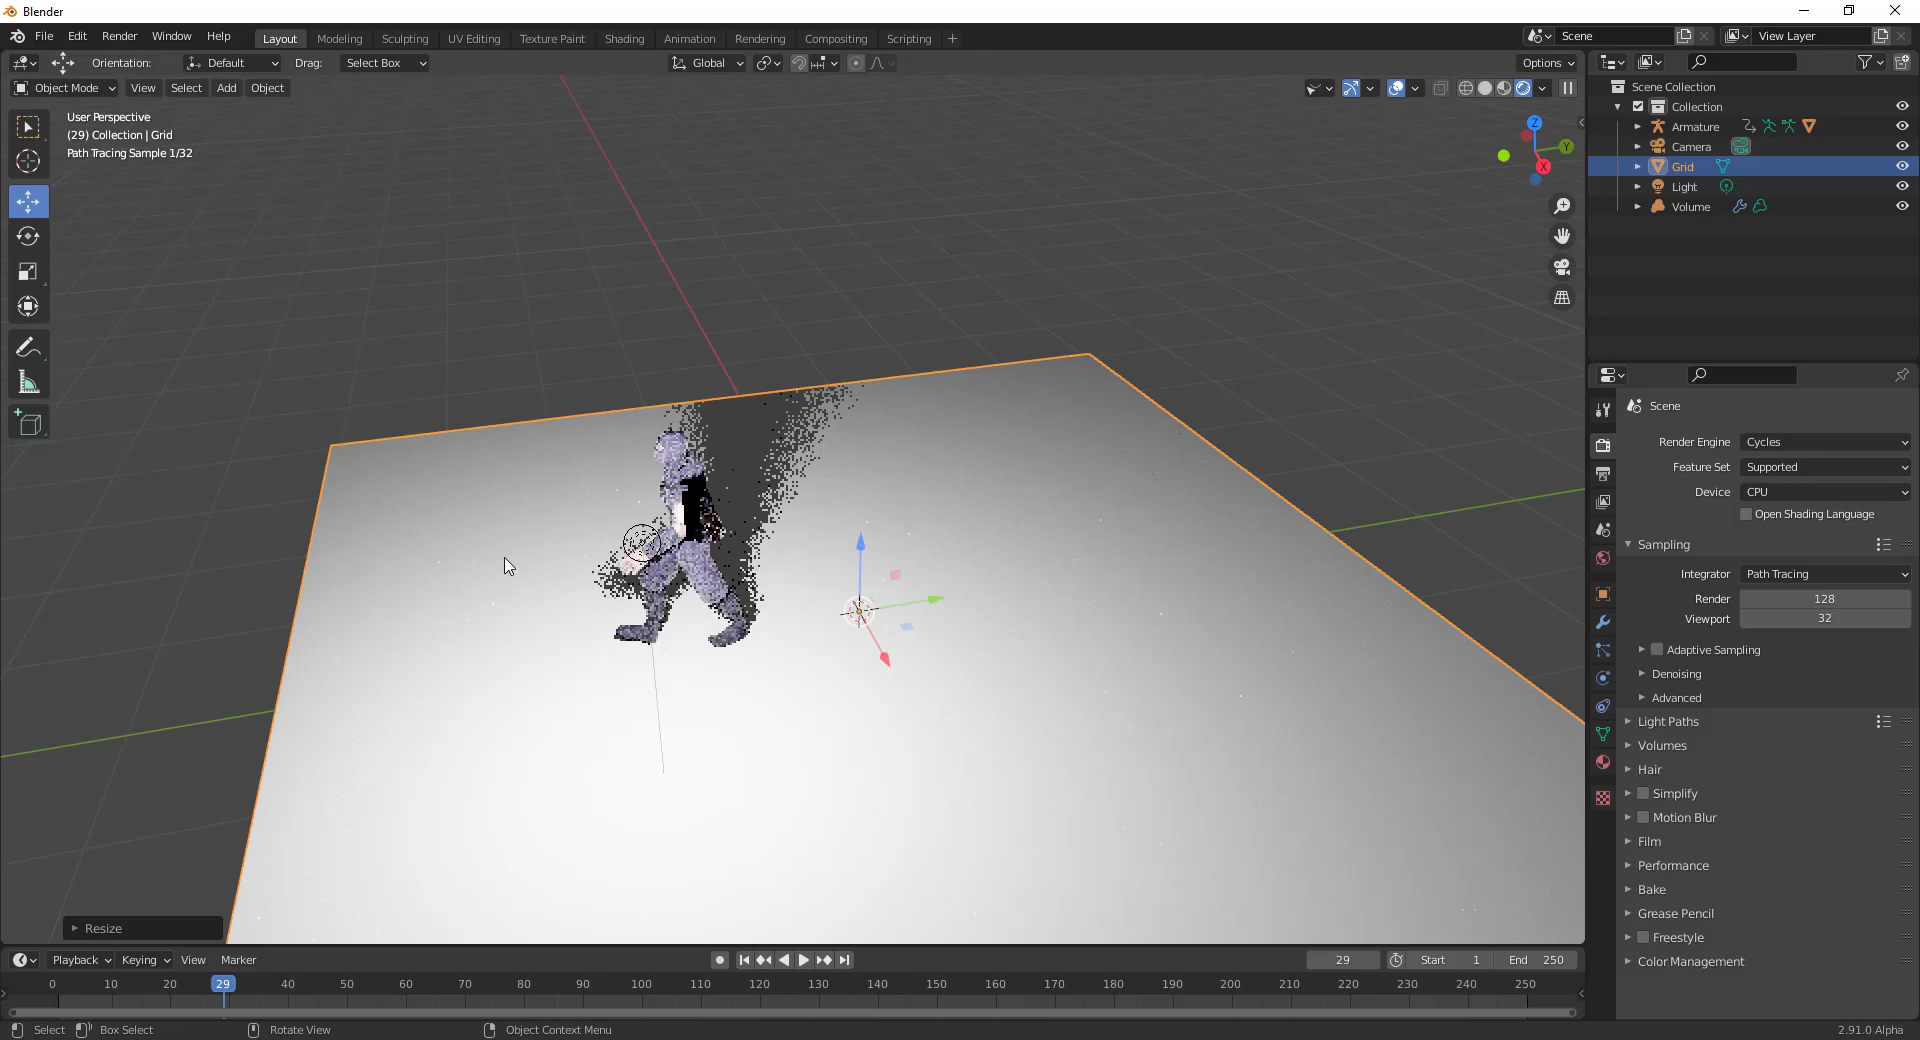 Blender
File Edit Render Window Help Layout Modeling Sculpting UV Editing Texture Paint Shading Animation Rendering Compositing Scripting + Scene View Layer
Orientation: Default Drag: Select Box Global Options
Object Mode View Select Add Object
User Perspective
(29) Collection | Grid
Path Tracing Sample 1/32
Z
Y
X
Scene Collection
Collection
Armature
Camera
Grid
Light
Volume
Scene
Render Engine Cycles
Feature Set Supported
Device CPU
Open Shading Language
Sampling
Integrator Path Tracing
Render 128
Viewport 32
Adaptive Sampling
Denoising
Advanced
Light Paths
Volumes
Hair
Simplify
Motion Blur
Film
Performance
Bake
Grease Pencil
Freestyle
Color Management
Resize
Playback Keying View Marker 29 Start 1 End 250
0 10 20 29 40 50 60 70 80 90 100 110 120 130 140 150 160 170 180 190 200 210 220 230 240 250
Select Box Select Rotate View Object Context Menu 2.91.0 Alpha